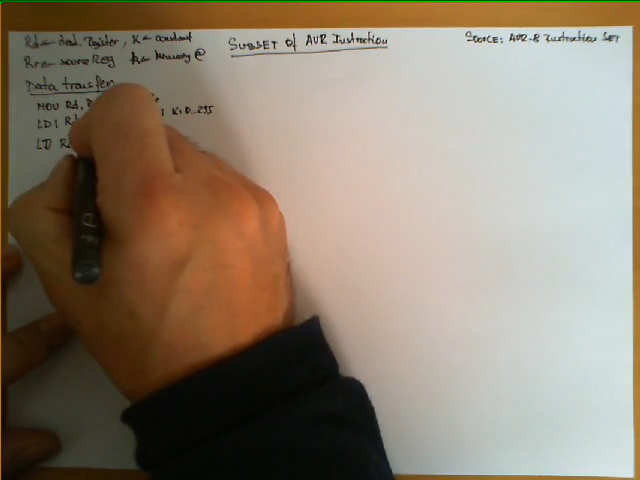 Rd ← dest. Register, K ← constant
Rr ← source Reg A ← Memory @
SUBSET of AVR Instruction
Source: AVR-8 Instruction SET
Data transfer
MOV Rd,
LDI K:0..255
LD